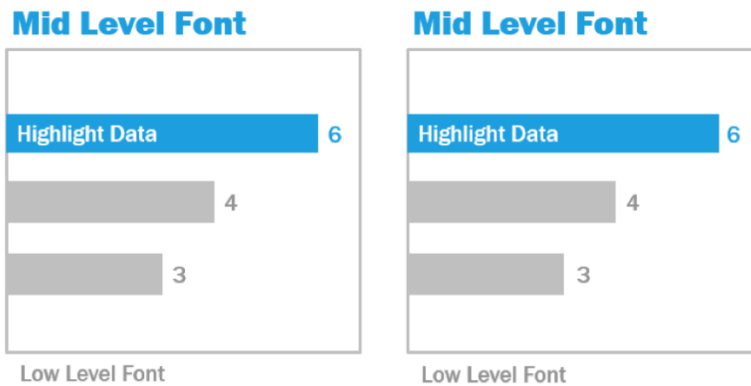 Mid Level Font
Highlight Data 6
4
3
Low Level Font
Mid Level Font
Highlight Data 6
4
3
Low Level Font